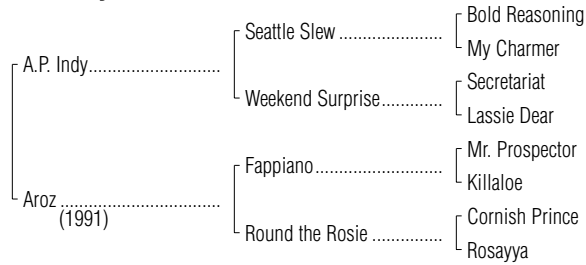 Bold Reasoning
Seattle Slew ....................
My Charmer
A.P. Indy...........................
Secretariat
Weekend Surprise.............
Lassie Dear
Mr. Prospector
Fappiano.........................
Killaloe
Aroz ................................
(1991)
Cornish Prince
Round the Rosie ..............
Rosayya